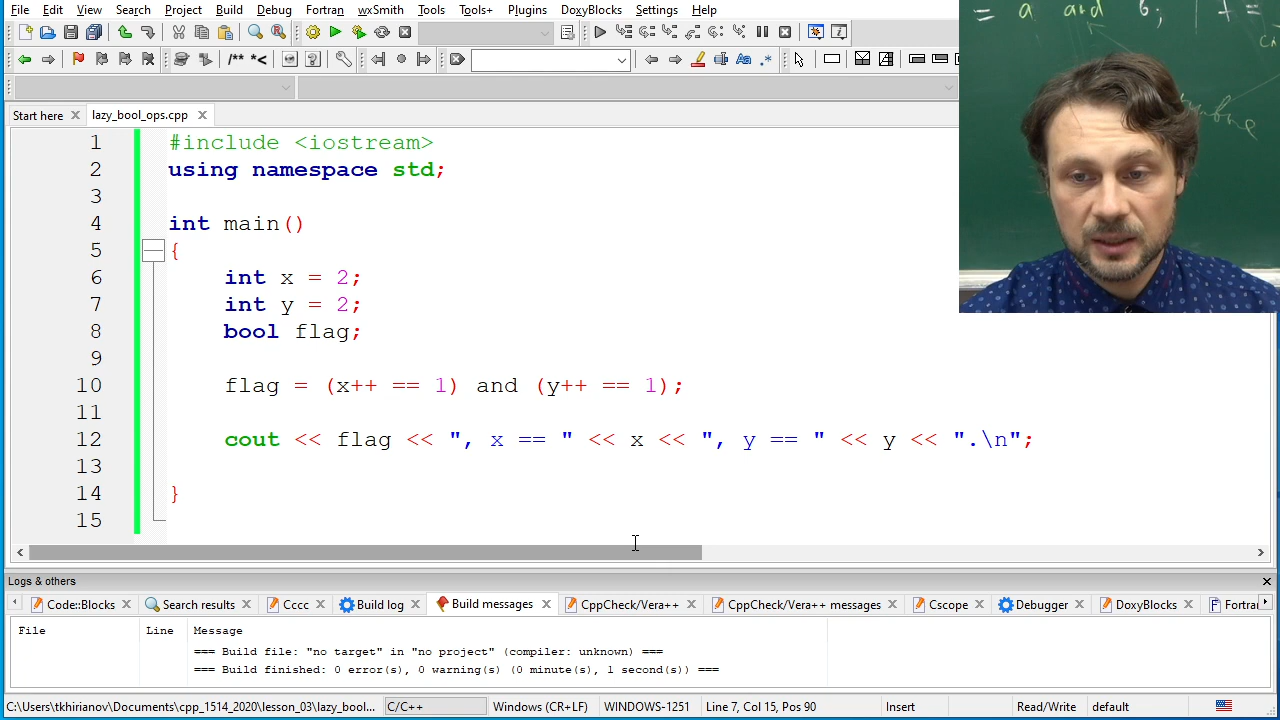 File Edit View Search Project Build Debug Fortran wxSmith Tools Tools+ Plugins DoxyBlocks Settings Help
= a and b;
Start here lazy_bool_ops.cpp
1 #include <iostream>
2 using namespace std;
3
4 int main()
5 {
6 int x = 2;
7 int y = 2;
8 bool flag;
9
10 flag = (x++ == 1) and (y++ == 1);
11
12 cout << flag << ", x == " << x << ", y == " << y << ".\n";
13
14 }
15
Logs & others
Code::Blocks Search results Ccc Build log Build messages CppCheck/Vera++ CppCheck/Vera++ messages Cscope Debugger DoxyBlocks Fortra
File Line Message
=== Build file: "no target" in "no project" (compiler: unknown) ===
=== Build finished: 0 error(s), 0 warning(s) (0 minute(s), 1 second(s)) ===
C:\Users\tkhirianov\Documents\cpp_1514_2020\lesson_03\lazy_bool... C/C++ Windows (CR+LF) WINDOWS-1251 Line 7, Col 15, Pos 90 Insert Read/Write default